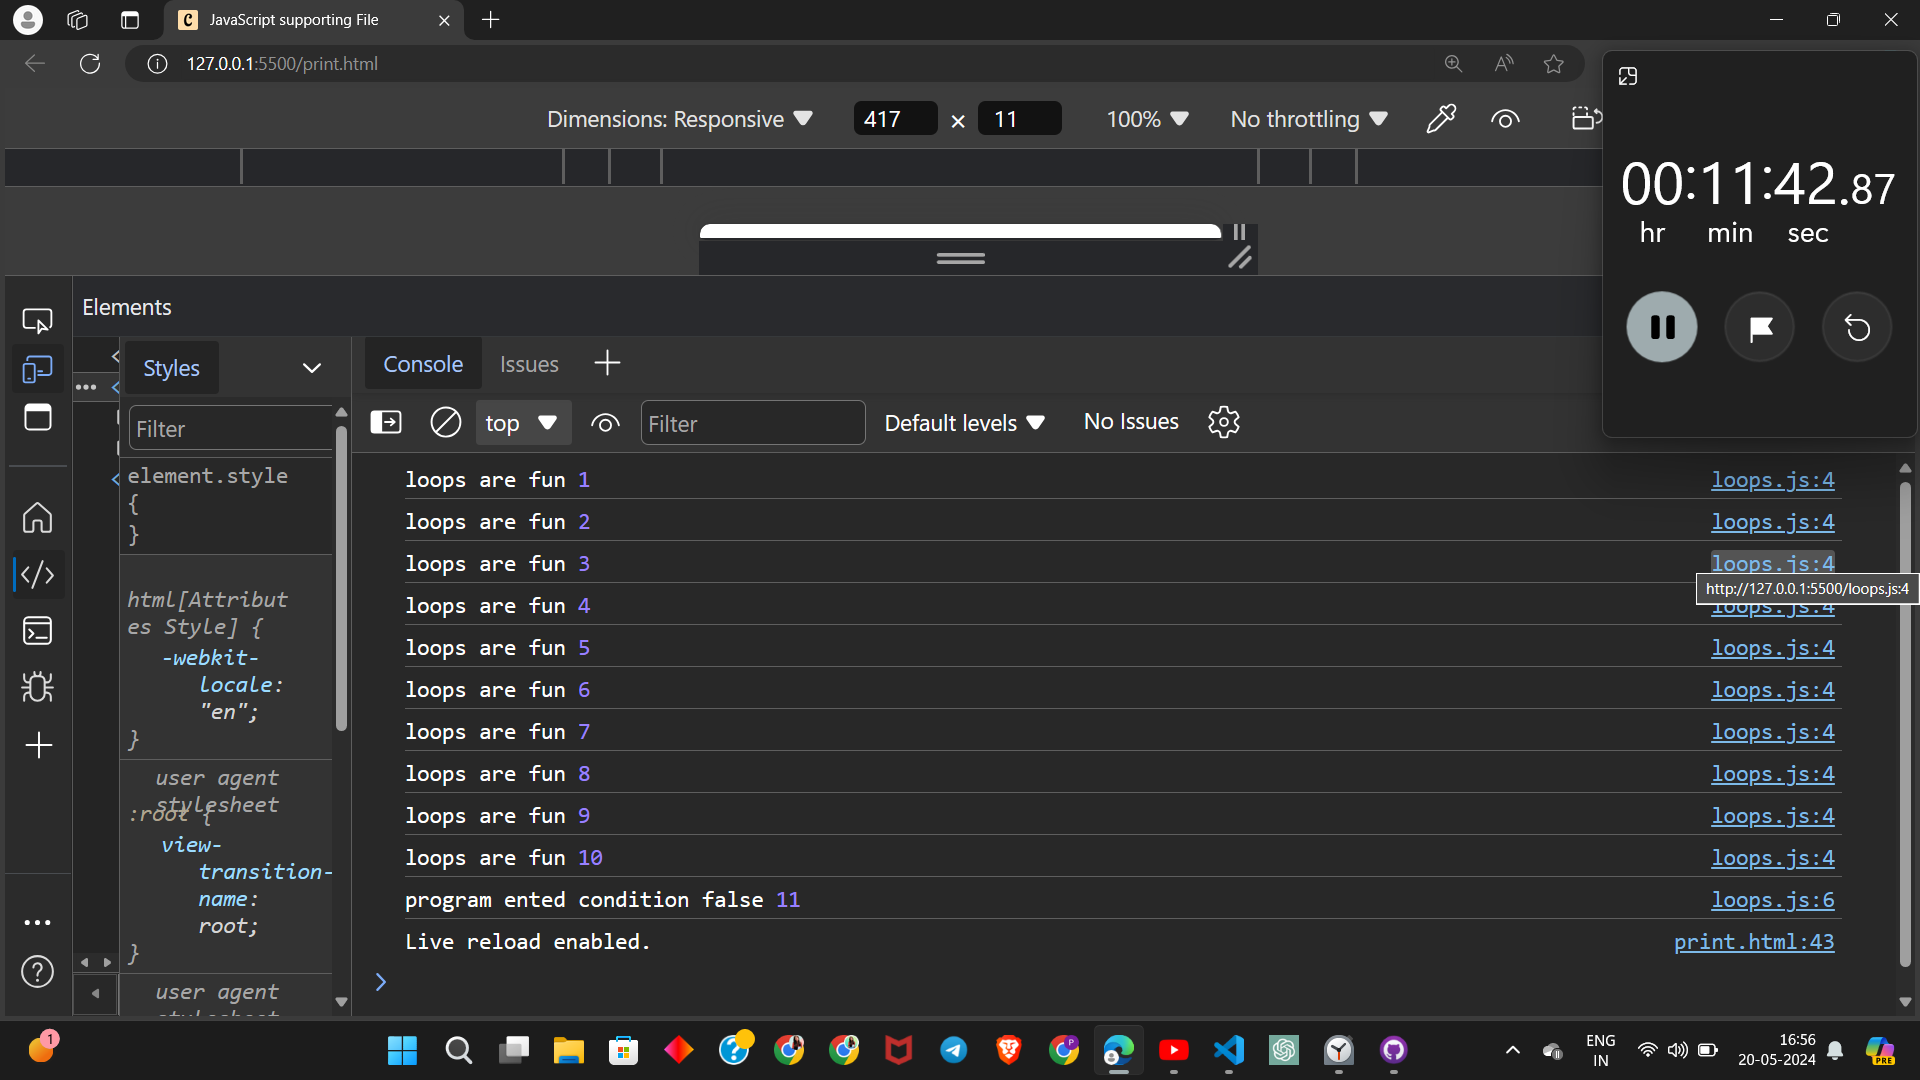 JavaScript supporting File
127.0.0.1:5500/print.html
Dimensions: Responsive
417 × 11
100%
No throttling
00:11:42.87
hr min sec
Elements
Styles
Console
Issues
Filter
top
Filter
Default levels
No Issues
element.style
{
}
html[Attribut
es Style] {
-webkit-
locale:
"en";
}
user agent
stylesheet
:root {
view-
transition-
name:
root;
}
user agent
stylesheet
loops are fun 1 loops.js:4
loops are fun 2 loops.js:4
loops are fun 3 loops.js:4
http://127.0.0.1:5500/loops.js:4
loops are fun 4 loops.js:4
loops are fun 5 loops.js:4
loops are fun 6 loops.js:4
loops are fun 7 loops.js:4
loops are fun 8 loops.js:4
loops are fun 9 loops.js:4
loops are fun 10 loops.js:4
program ented condition false 11 loops.js:6
Live reload enabled. print.html:43
1
P
PRE
ENG
IN
16:56
20-05-2024